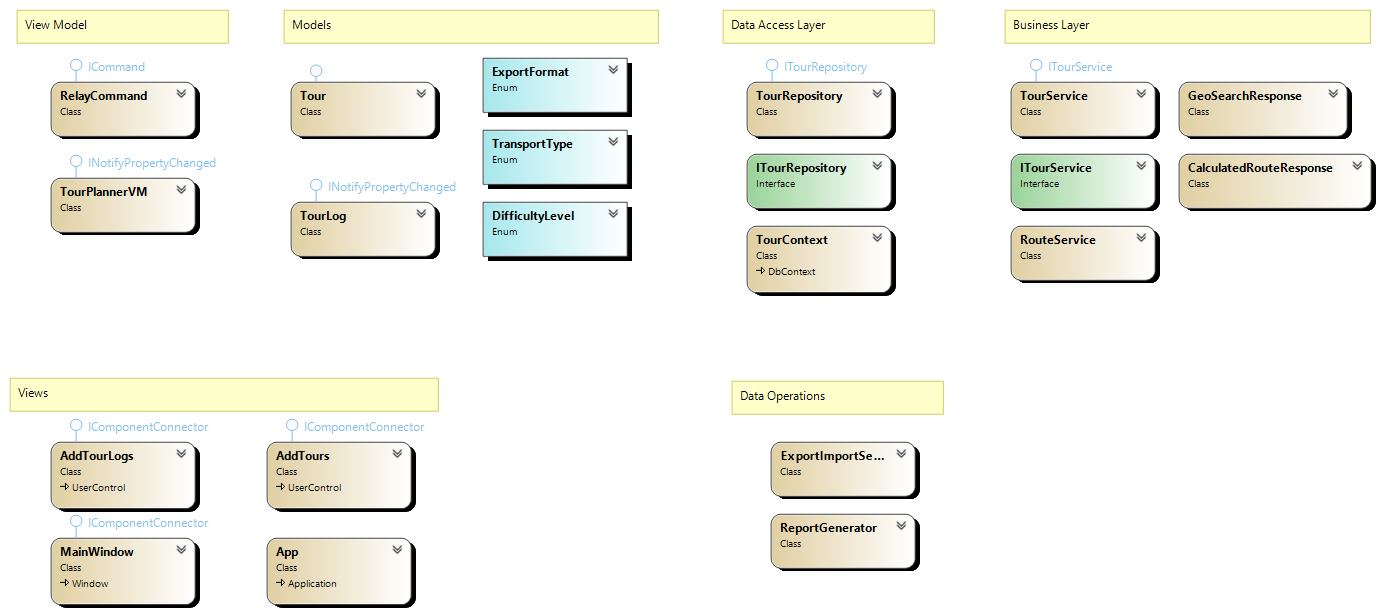 View Model
ICommand
RelayCommand
Class
INotifyPropertyChanged
TourPlannerVM
Class
Models
Tour
Class
INotifyPropertyChanged
TourLog
Class
ExportFormat
Enum
TransportType
Enum
DifficultyLevel
Enum
Data Access Layer
ITourRepository
TourRepository
Class
ITourRepository
Interface
TourContext
Class
DbContext
Business Layer
ITourService
TourService
Class
ITourService
Interface
RouteService
Class
GeoSearchResponse
Class
CalculatedRouteResponse
Class
Views
IComponentConnector
AddTourLogs
Class
UserControl
IComponentConnector
MainWindow
Class
Window
IComponentConnector
AddTours
Class
UserControl
App
Class
Application
Data Operations
ExportImportSe...
Class
ReportGenerator
Class